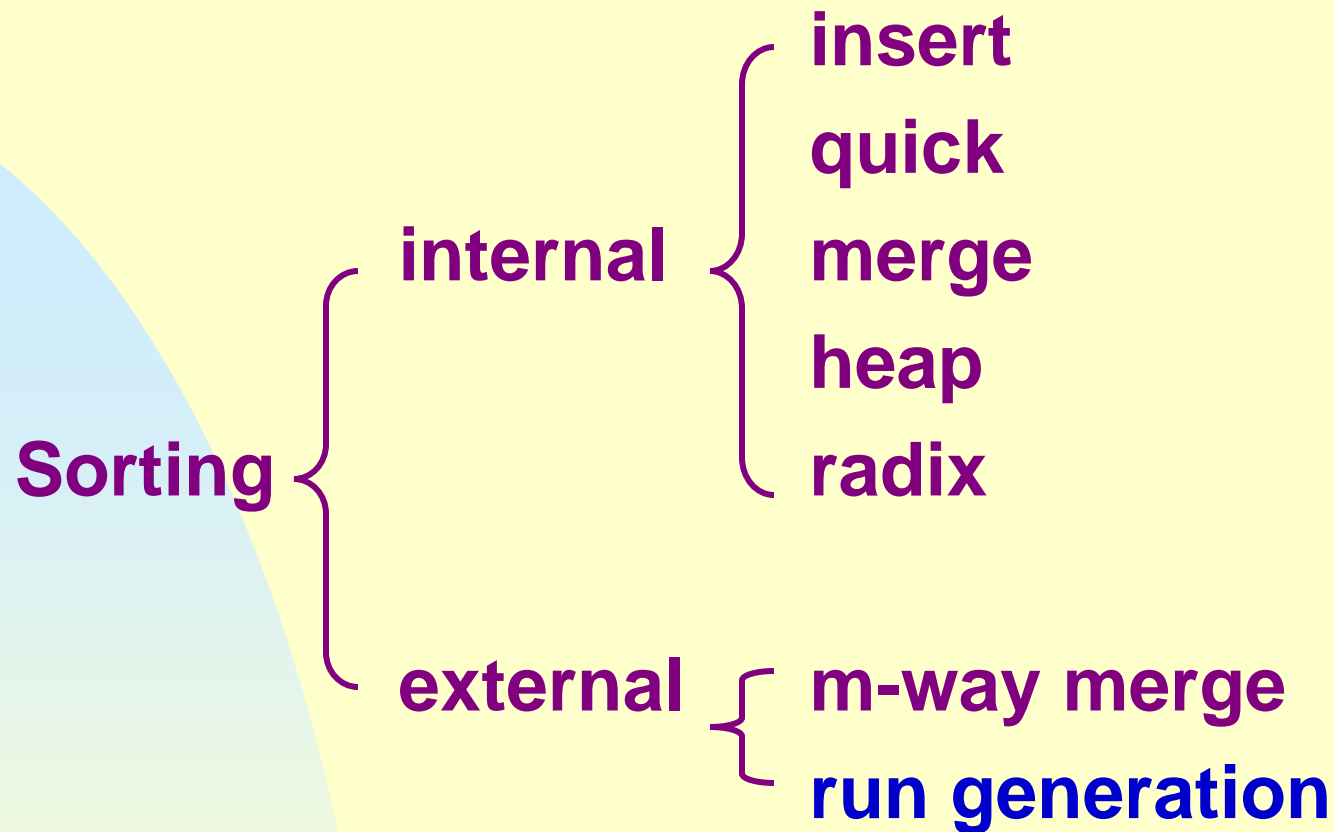 insert
quick
internal
merge
heap
Sorting
radix
external
m-way merge
run generation